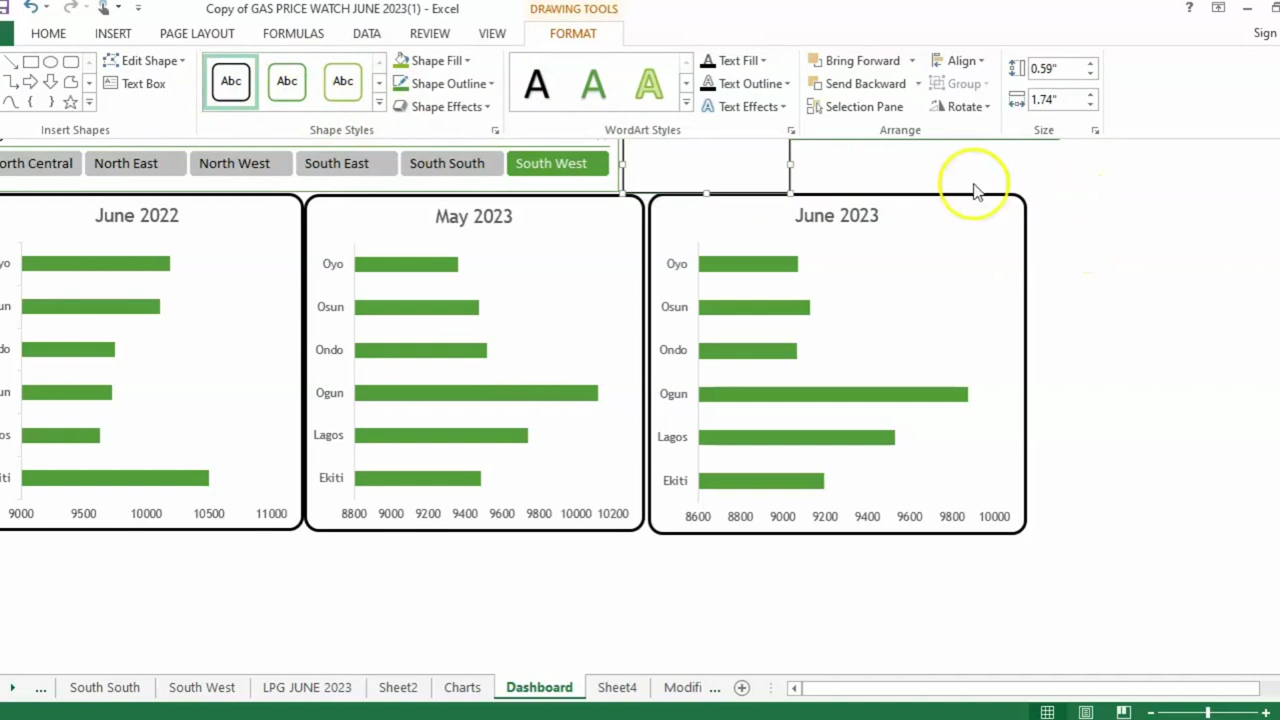 Copy of GAS PRICE WATCH JUNE 2023(1) - Excel
DRAWING TOOLS
?
HOME INSERT PAGE LAYOUT FORMULAS DATA REVIEW VIEW FORMAT Sign
Edit Shape
Text Box
Insert Shapes
Abc Abc Abc
Shape Fill
Shape Outline
Shape Effects
Shape Styles
A A A
Text Fill
Text Outline
Text Effects
WordArt Styles
Bring Forward
Send Backward
Selection Pane
Align
Group
Rotate
Arrange
0.59"
1.74"
Size
orth Central North East North West South East South South South West
June 2022
yo
un
do
un
os
iti
9000 9500 10000 10500 11000
May 2023
Oyo
Osun
Ondo
Ogun
Lagos
Ekiti
8800 9000 9200 9400 9600 9800 10000 10200
June 2023
Oyo
Osun
Ondo
Ogun
Lagos
Ekiti
8600 8800 9000 9200 9400 9600 9800 10000
... South South South West LPG JUNE 2023 Sheet2 Charts Dashboard Sheet4 Modifi ...